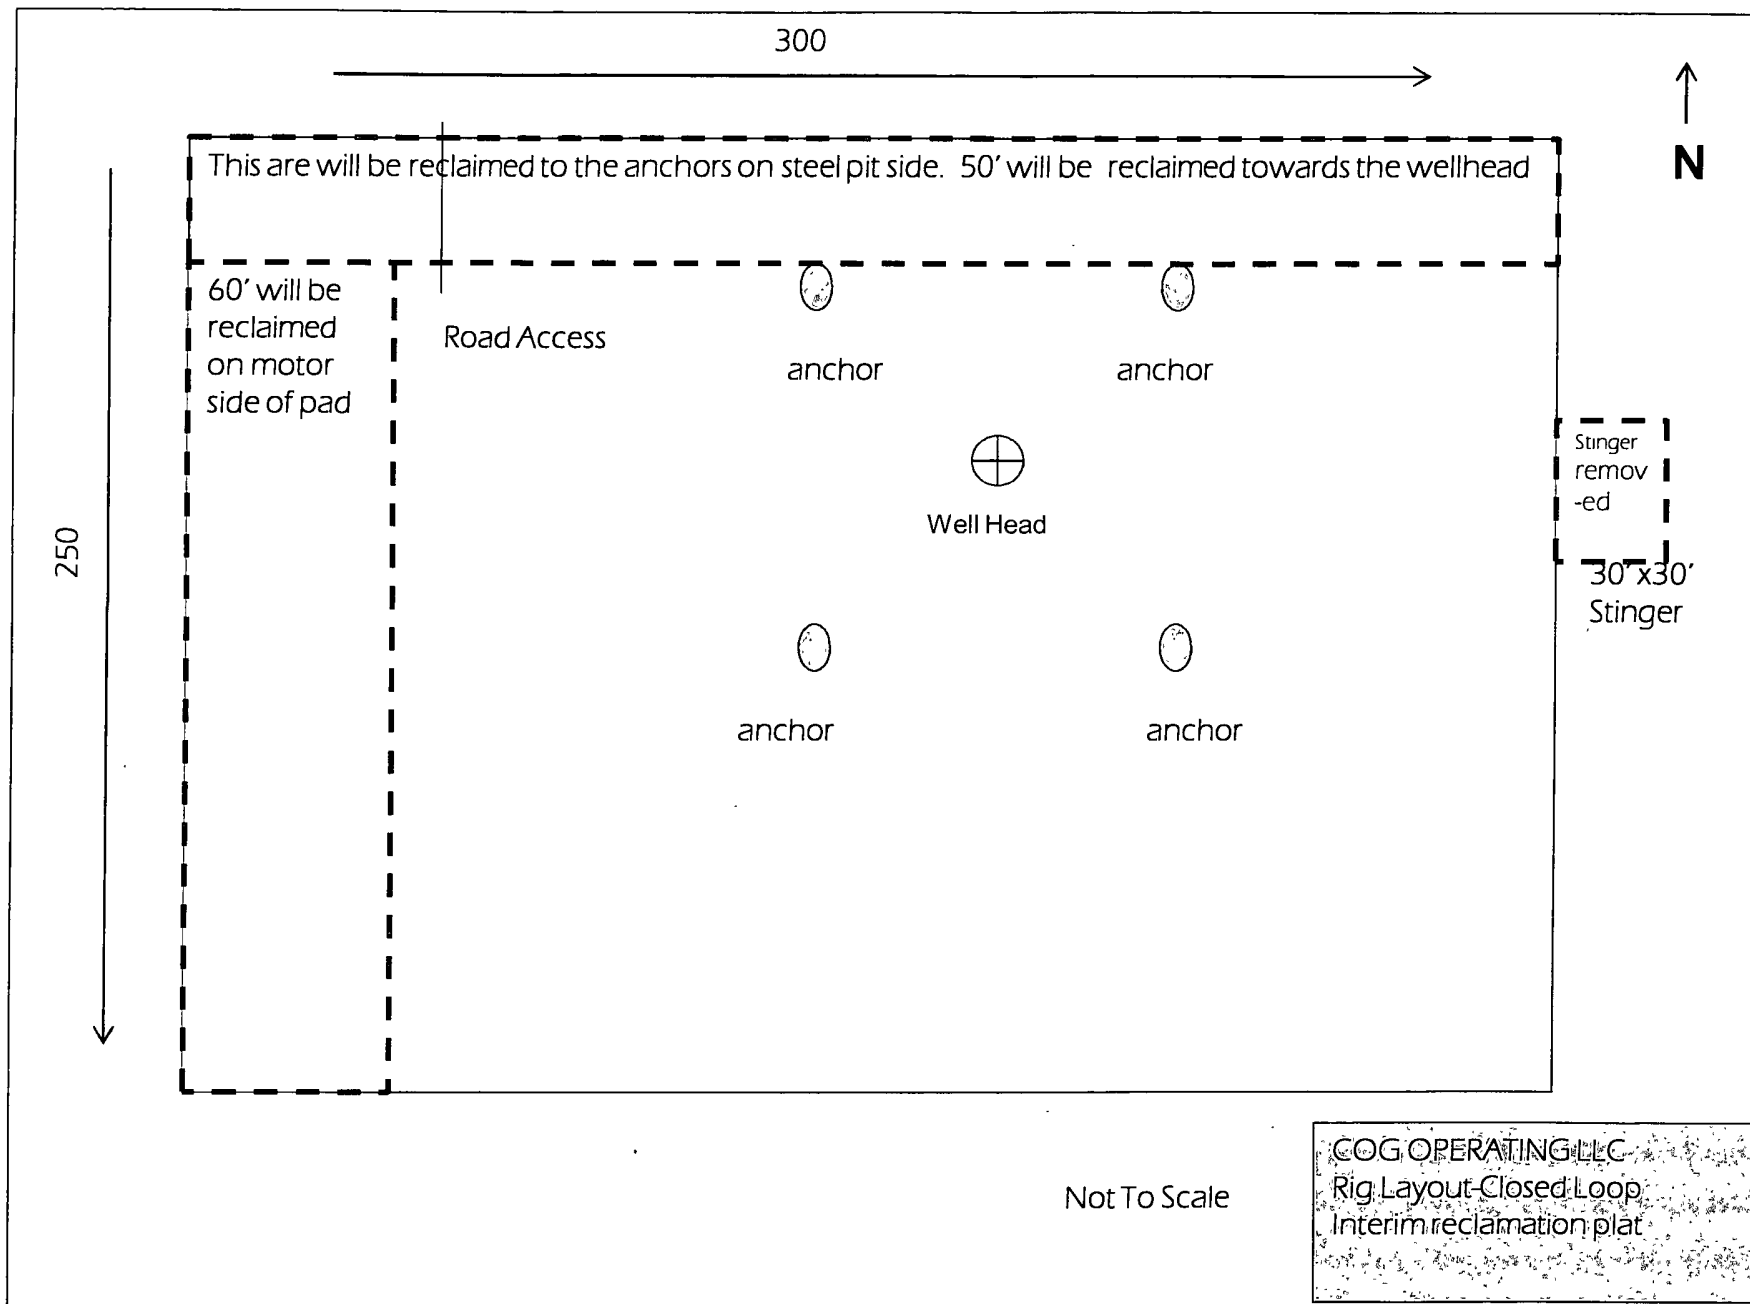 300
N
This are will be reclaimed to the anchors on steel pit side. 50' will be reclaimed towards the wellhead
60' will be
reclaimed
on motor
side of pad
Road Access
anchor
anchor
Stinger
remov
-ed
Well Head
250
30'x30'
Stinger
anchor
anchor
Not To Scale
COG OPERATING LLC
Rig Layout-Closed Loop
Interim reclamation plat